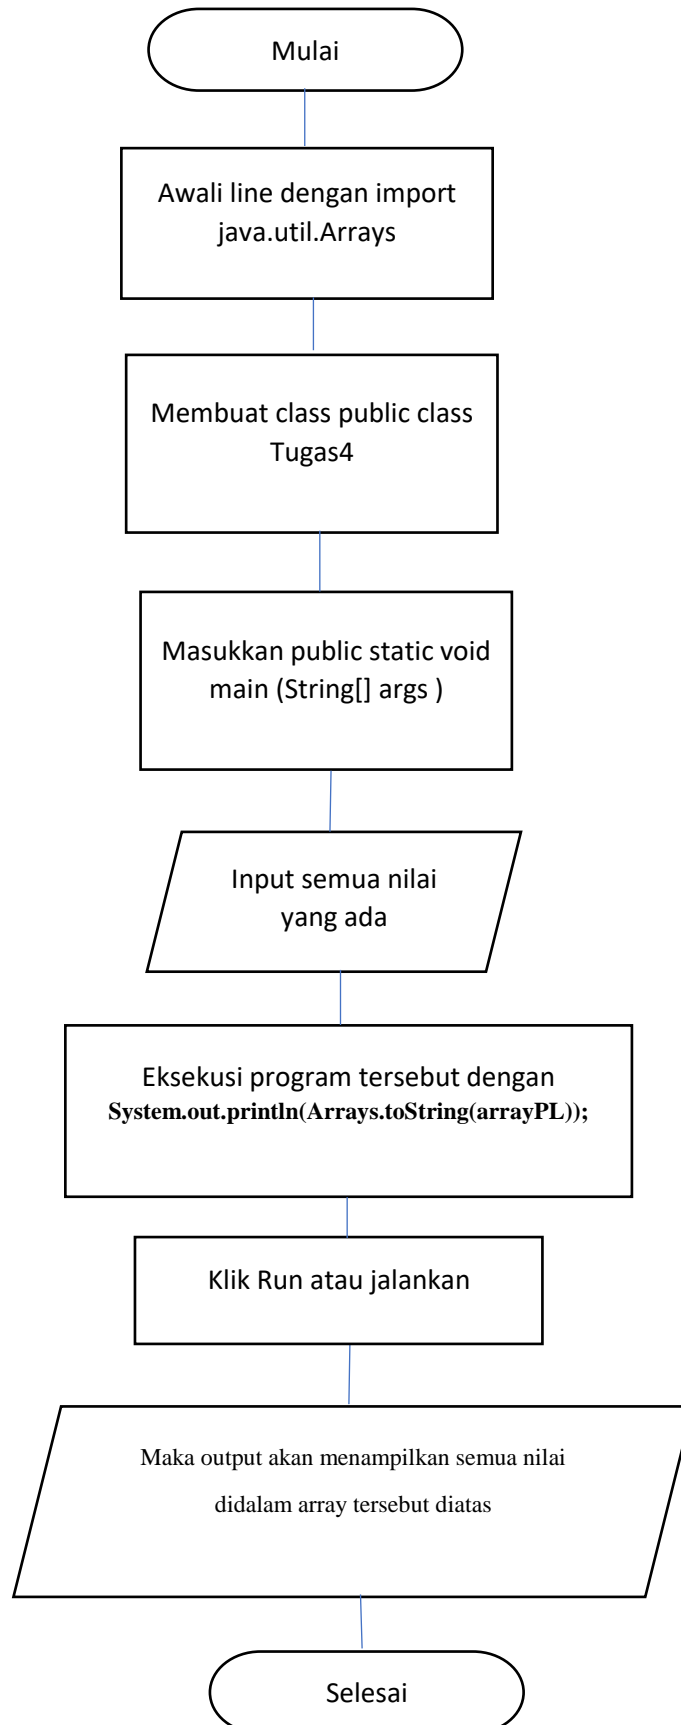 Mulai
Awali line dengan import
java.util.Arrays
Membuat class public class
Tugas4
Masukkan public static void
main (String[] args )
Input semua nilai
yang ada
Eksekusi program tersebut dengan
System.out.println(Arrays.toString(arrayPL));
Klik Run atau jalankan
Maka output akan menampilkan semua nilai
didalam array tersebut diatas
Selesai